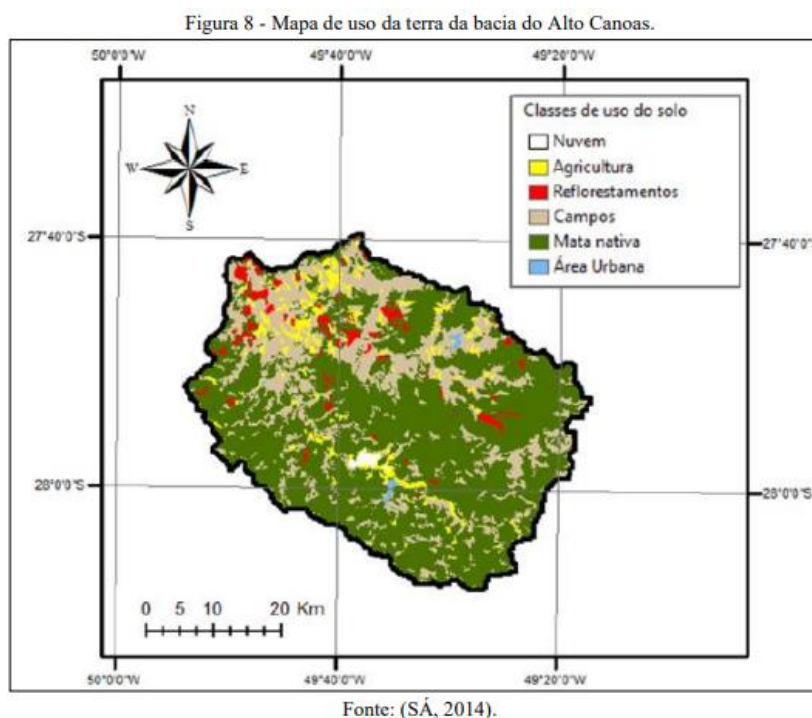 Figura 8 - Mapa de uso da terra da bacia do Alto Canoas.
50°0'0"W 49°40'0"W 49°20'0"W
N
W E
S
Classes de uso do solo
Nuvem
Agricultura
Reflorestamentos
Campos
Mata nativa
Área Urbana
27°40'0"S 27°40'0"S
28°0'0"S 28°0'0"S
0 5 10 20 Km
50°0'0"W 49°40'0"W 49°20'0"W
Fonte: (SÁ, 2014).